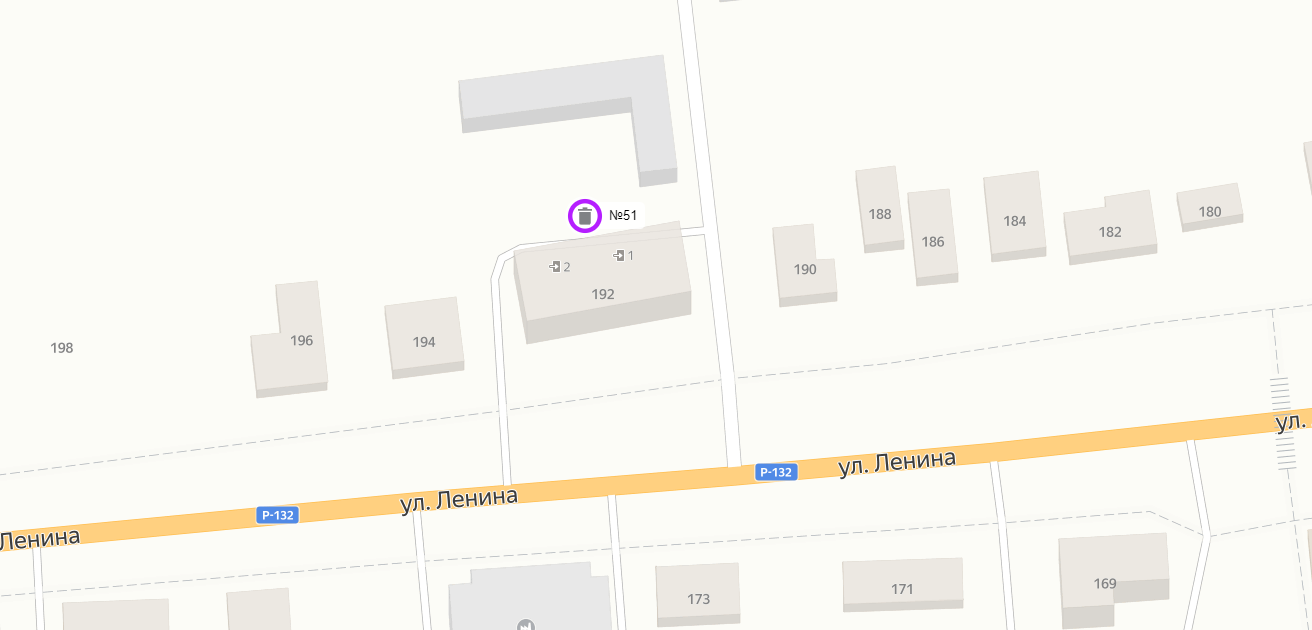 №51
188
186
184
182
180
190
2
1
192
196
194
198
ул.
ул. Ленина
Р-132
ул. Ленина
Р-132
Ленина
173
171
169